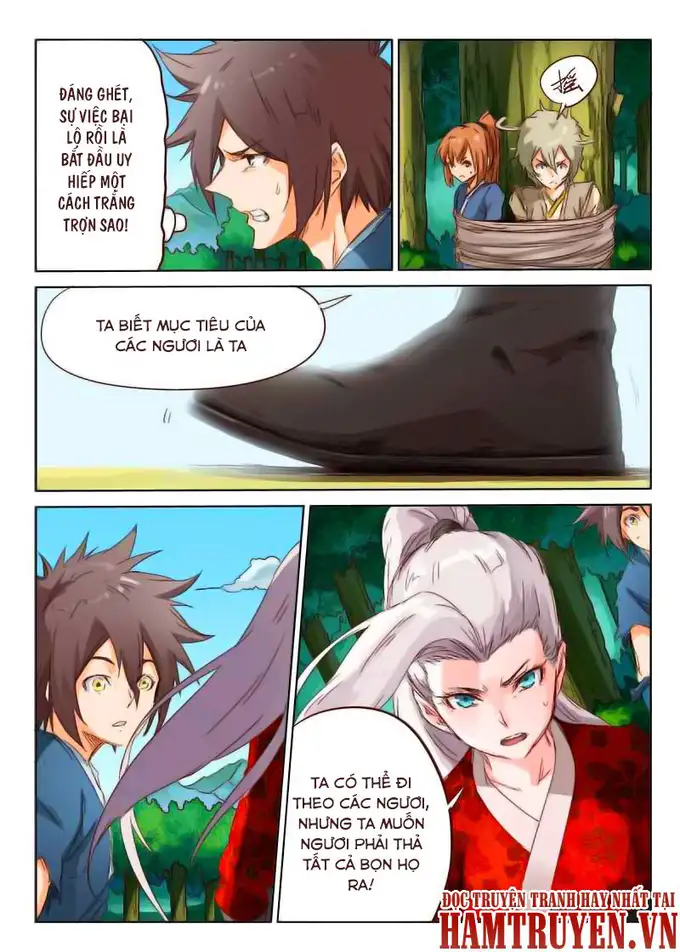 ĐÁNG GHÉT,
SỰ VIỆC BẠI
LỘ RỒI LÀ
BẮT ĐẦU UY
HIẾP MỘT
CÁCH TRẮNG
TRỢN SAO!
TA BIẾT MỤC TIÊU CỦA
CÁC NGƯƠI LÀ TA
TA CÓ THỂ ĐI
THEO CÁC NGƯƠI,
NHƯNG TA MUỐN
NGƯƠI PHẢI THẢ
TẤT CẢ BỌN HỌ
RA!
ĐỌC TRUYỆN TRANH HAY NHẤT TẠI
HAMTRUYEN.VN